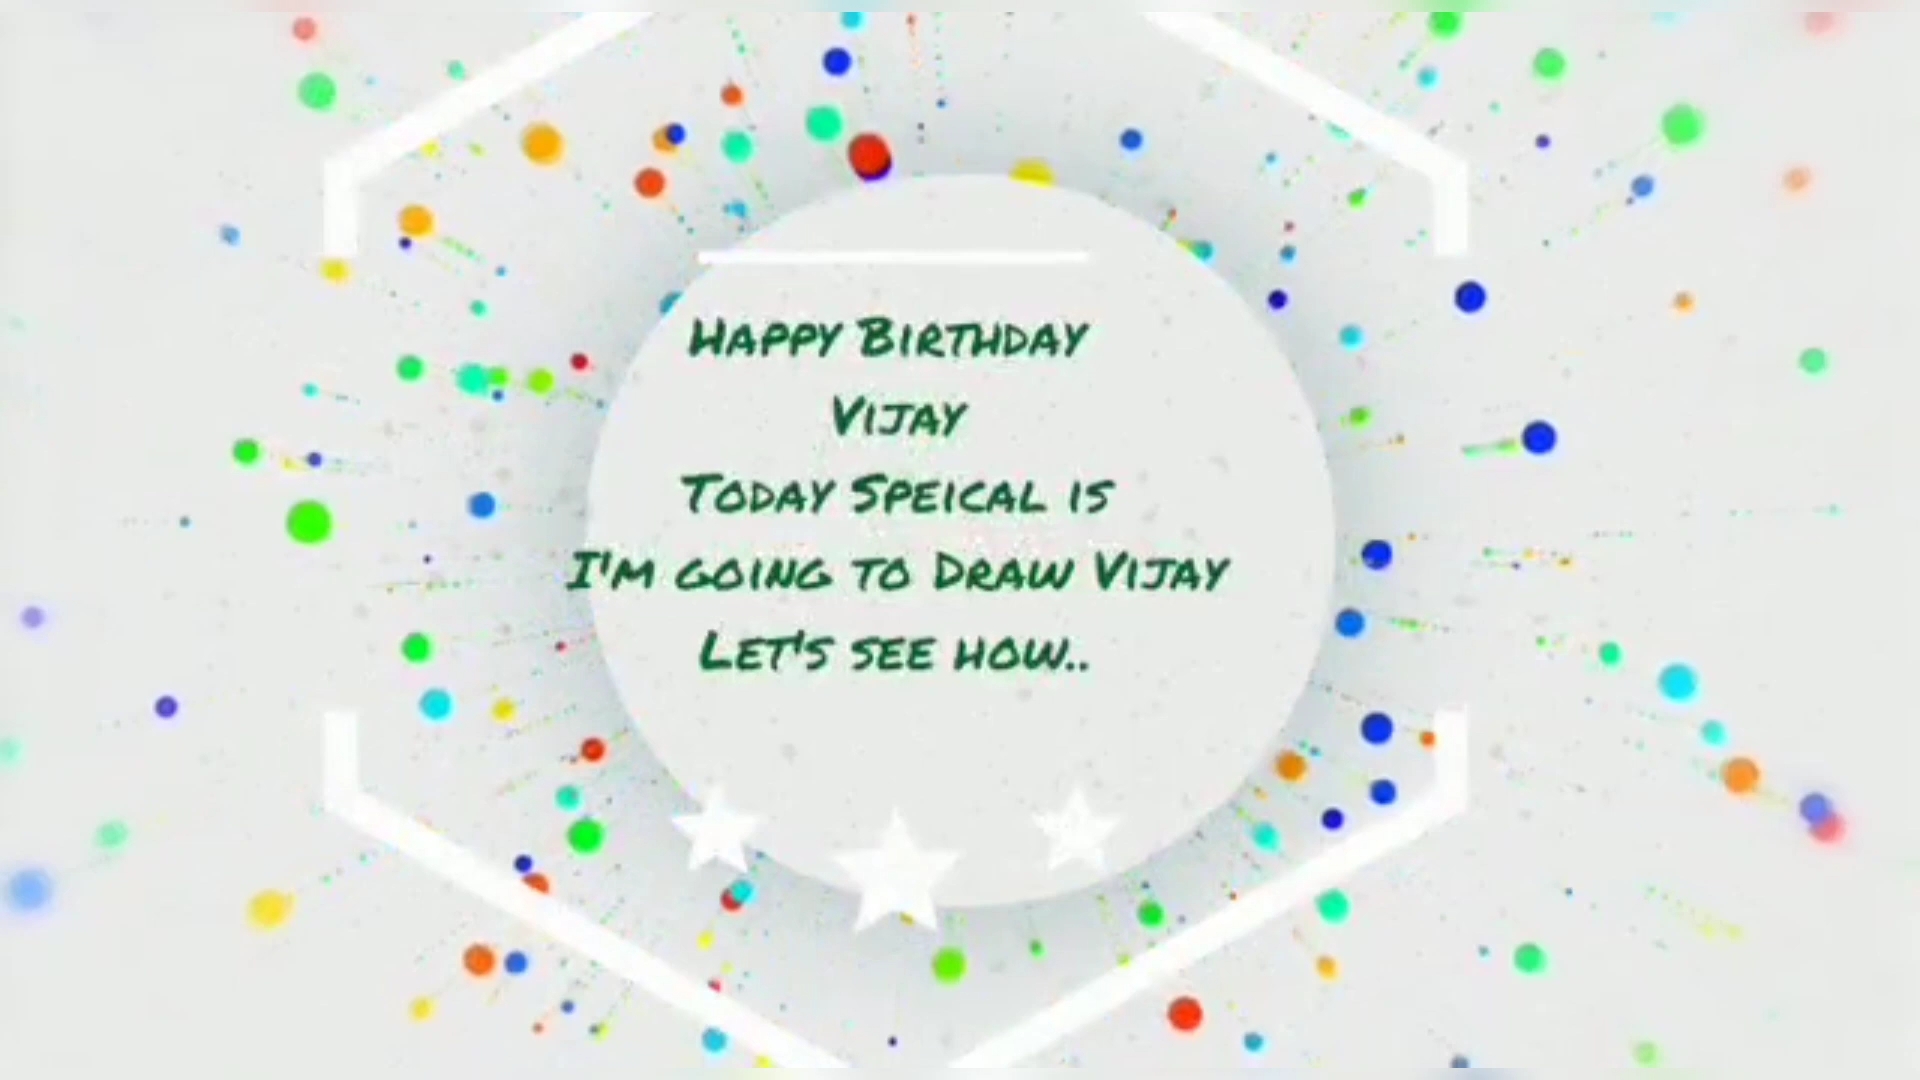 Happy Birthday
Vijay
Today Speical is
I'm going to Draw Vijay
Let's see how..